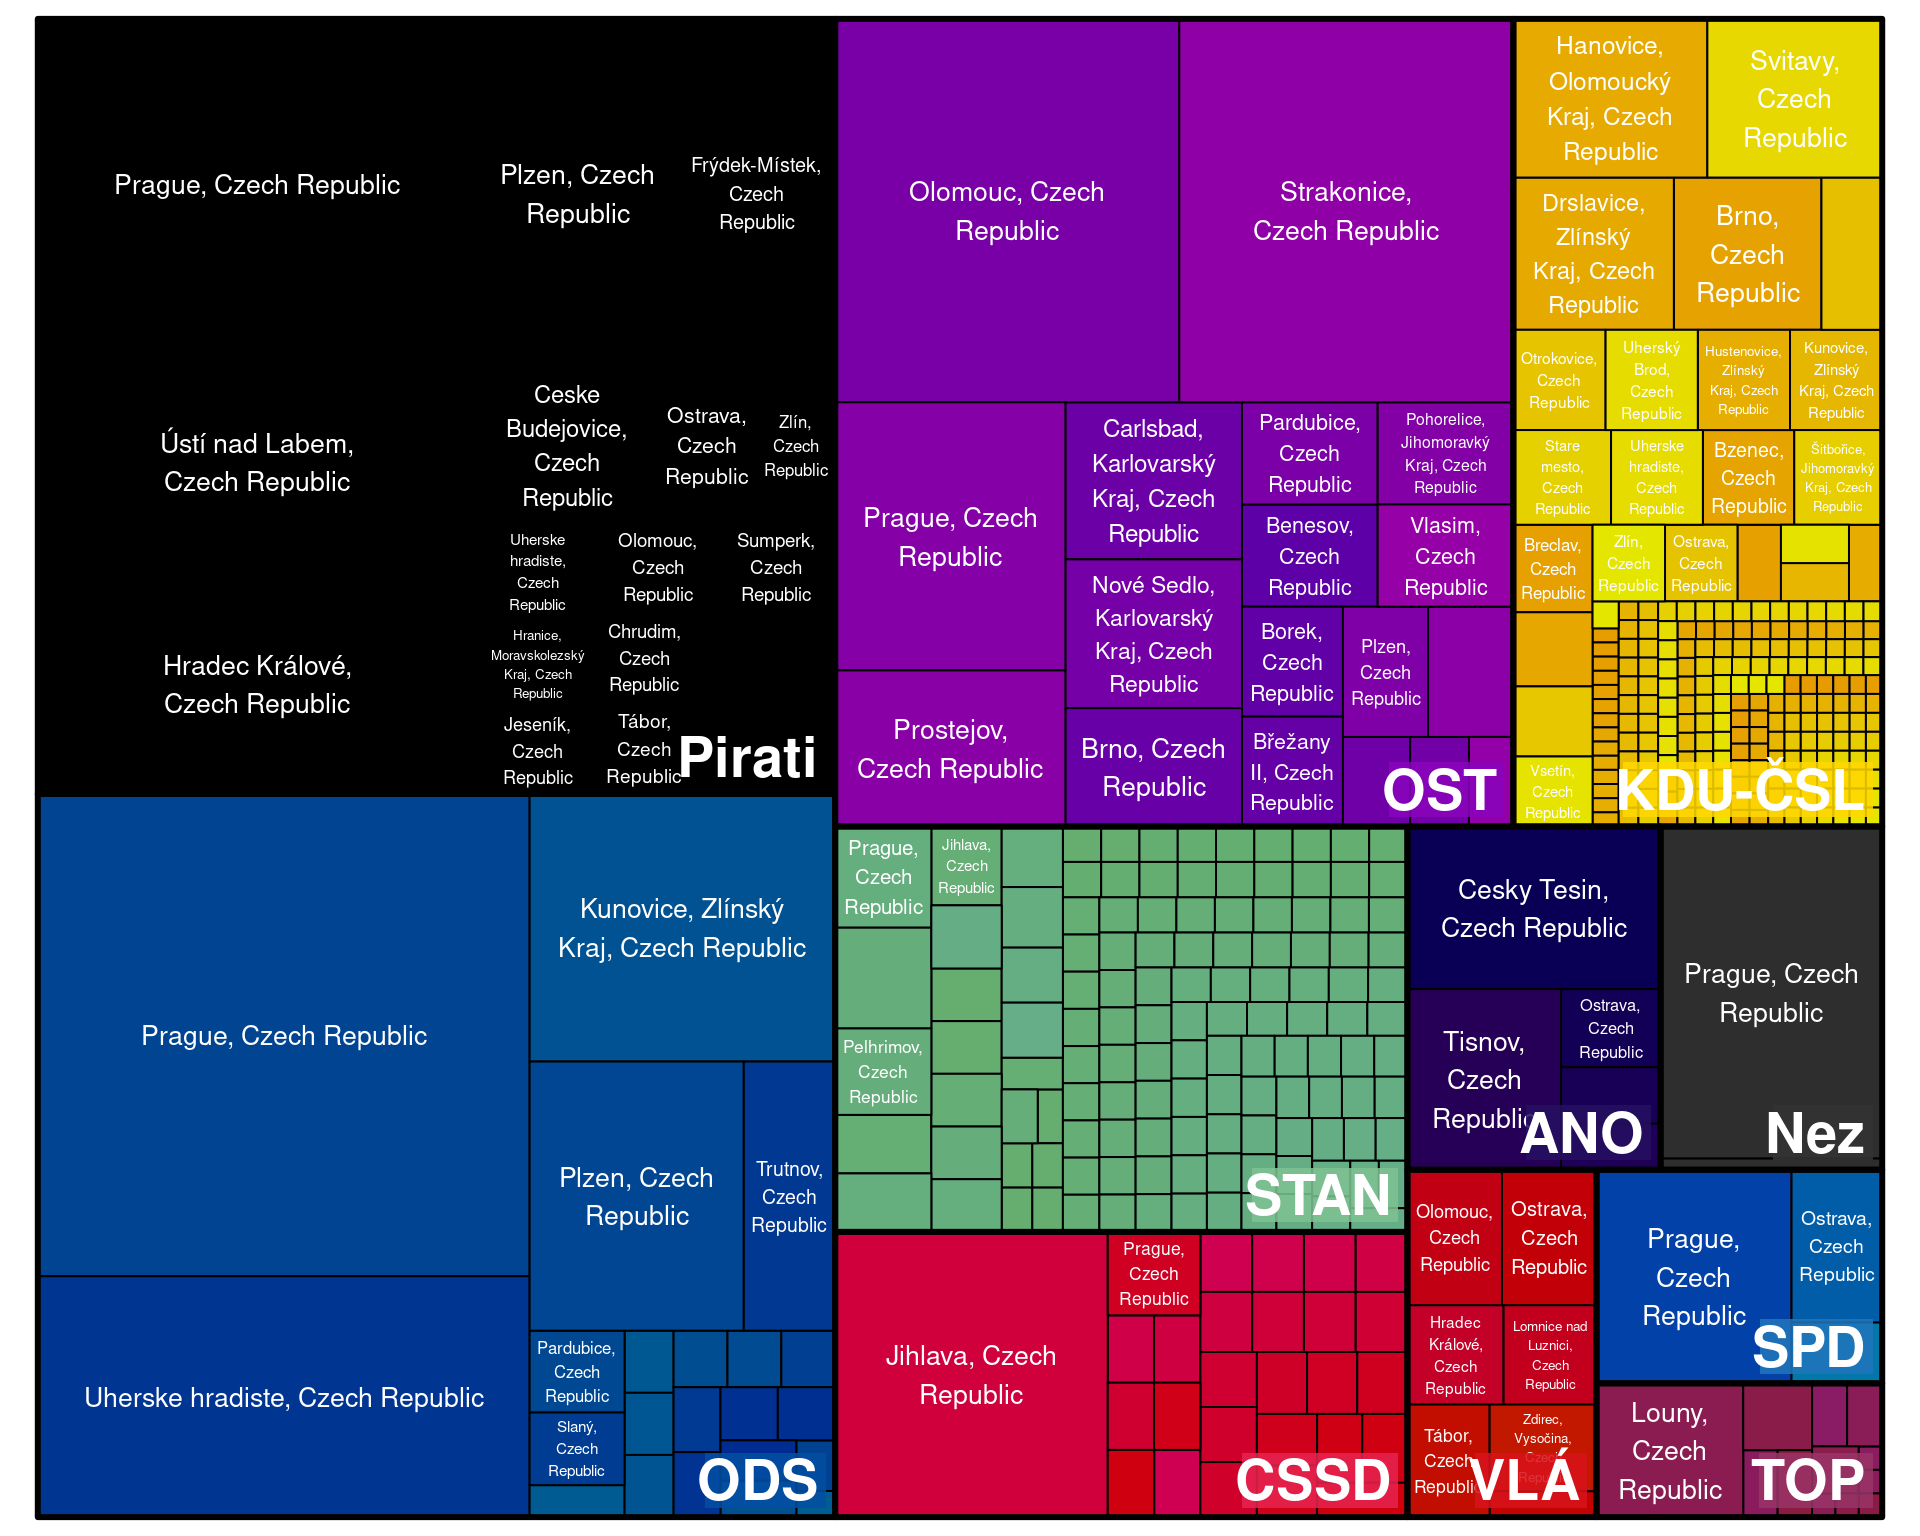 Prague, Czech Republic
Plzen, Czech
Republic
Frýdek-Místek,
Czech
Republic
Ústí nad Labem,
Czech Republic
Ceske
Budejovice,
Czech
Republic
Ostrava,
Czech
Republic
Zlín,
Czech
Republic
Hradec Králové,
Czech Republic
Uherske
hradiste,
Czech
Republic
Olomouc,
Czech
Republic
Sumperk,
Czech
Republic
Hranice,
Moravskolezský
Kraj, Czech
Republic
Chrudim,
Czech
Republic
Jeseník,
Czech
Republic
Tábor,
Czech
Republic
Pirati
Olomouc, Czech
Republic
Strakonice,
Czech Republic
Prague, Czech
Republic
Prostejov,
Czech Republic
Carlsbad,
Karlovarský
Kraj, Czech
Republic
Nové Sedlo,
Karlovarský
Kraj, Czech
Republic
Brno, Czech
Republic
Pardubice,
Czech
Republic
Pohorelice,
Jihomoravký
Kraj, Czech
Republic
Benesov,
Czech
Republic
Vlasim,
Czech
Republic
Borek,
Czech
Republic
Plzen,
Czech
Republic
Břežany
II, Czech
Republic
OST
Hanovice,
Olomoucký
Kraj, Czech
Republic
Svitavy,
Czech
Republic
Drslavice,
Zlínský
Kraj, Czech
Republic
Brno,
Czech
Republic
Otrokovice,
Czech
Republic
Uherský
Brod,
Czech
Republic
Hustenovice,
Zlínský
Kraj, Czech
Republic
Kunovice,
Zlínský
Kraj, Czech
Republic
Stare
mesto,
Czech
Republic
Uherske
hradiste,
Czech
Republic
Bzenec,
Czech
Republic
Šitbořice,
Jihomoravký
Kraj, Czech
Republic
Breclav,
Czech
Republic
Zlín,
Czech
Republic
Ostrava,
Czech
Republic
Vsetín,
Czech
Republic
KDU-ČSL
Prague, Czech Republic
Uherske hradiste, Czech Republic
Kunovice, Zlínský
Kraj, Czech Republic
Plzen, Czech
Republic
Trutnov,
Czech
Republic
Pardubice,
Czech
Republic
Slaný,
Czech
Republic
ODS
Prague,
Czech
Republic
Jihlava,
Czech
Republic
Pelhrimov,
Czech
Republic
STAN
Jihlava, Czech
Republic
Prague,
Czech
Republic
CSSD
Cesky Tesin,
Czech Republic
Tisnov,
Czech
Republic
Ostrava,
Czech
Republic
ANO
Prague, Czech
Republic
Nez
Olomouc,
Czech
Republic
Ostrava,
Czech
Republic
Hradec
Králové,
Czech
Republic
Lomnice nad
Luznici,
Czech
Republic
Tábor,
Czech
Republic
Zdirec,
Vysočina,
Czech
Republic
VLÁ
Prague,
Czech
Republic
Ostrava,
Czech
Republic
SPD
Louny,
Czech
Republic
TOP